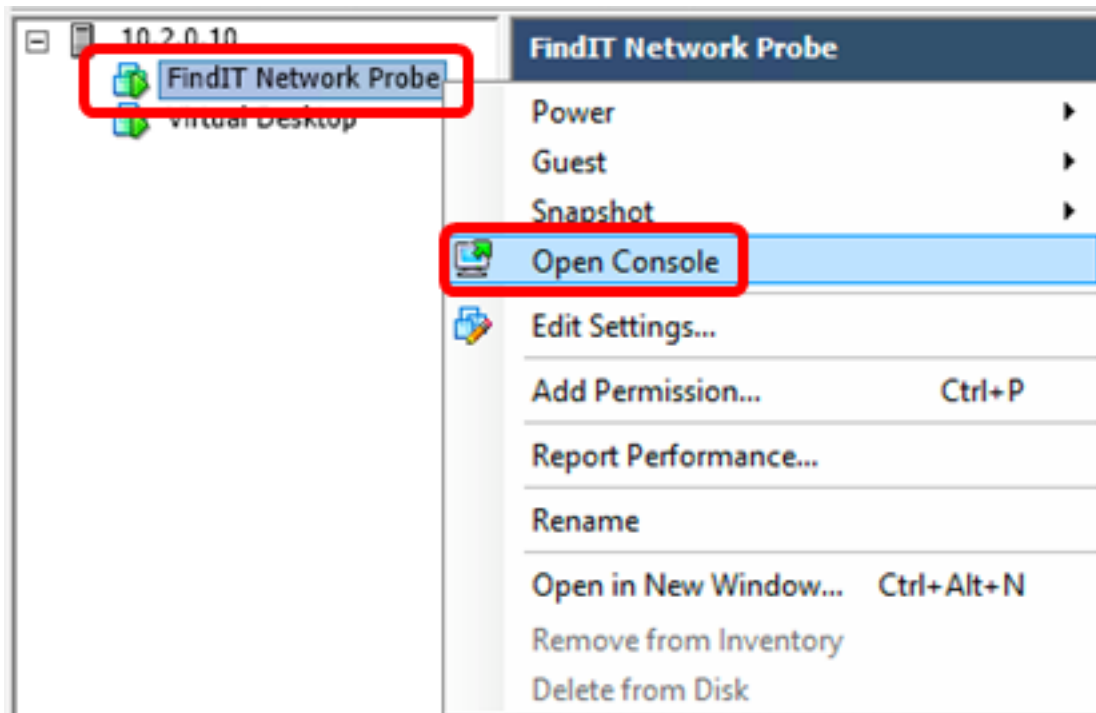 10.2.0.10
FindIT Network Probe
Virtual Desktop
FindIT Network Probe
Power
Guest
Snapshot
Open Console
Edit Settings...
Add Permission... Ctrl+P
Report Performance...
Rename
Open in New Window... Ctrl+Alt+N
Remove from Inventory
Delete from Disk